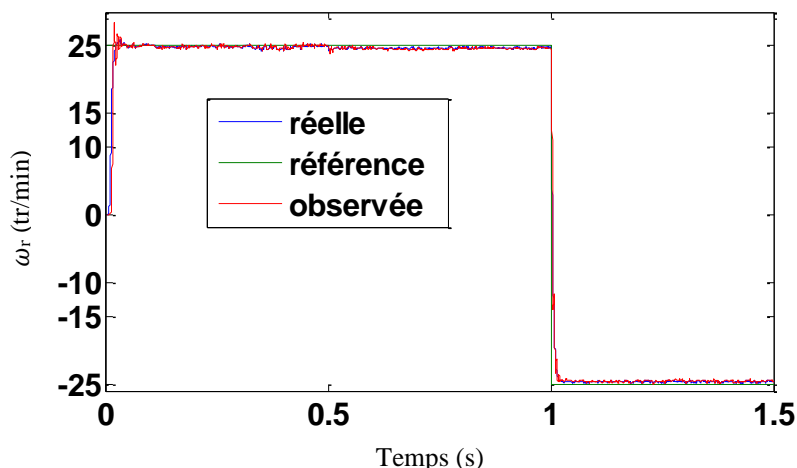 25
15
10
0
-10
-15
-25
ωr (tr/min)
réelle
référence
observée
0
0.5
1
1.5
Temps (s)